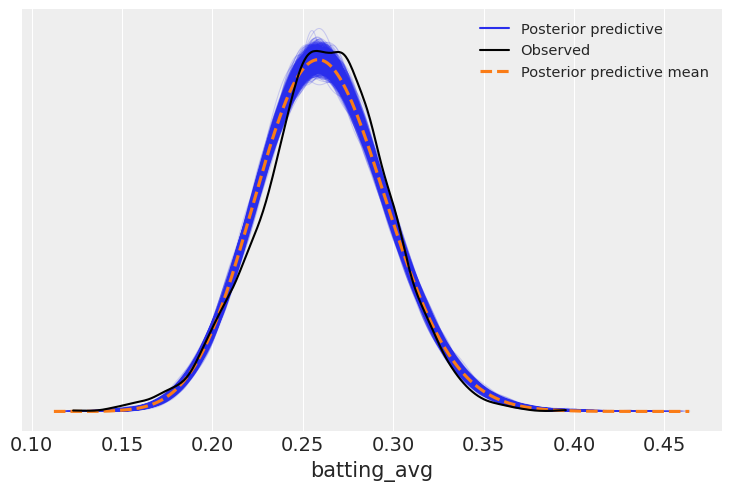 Posterior predictive
Observed
Posterior predictive mean
0.10 0.15 0.20 0.25 0.30 0.35 0.40 0.45
batting_avg